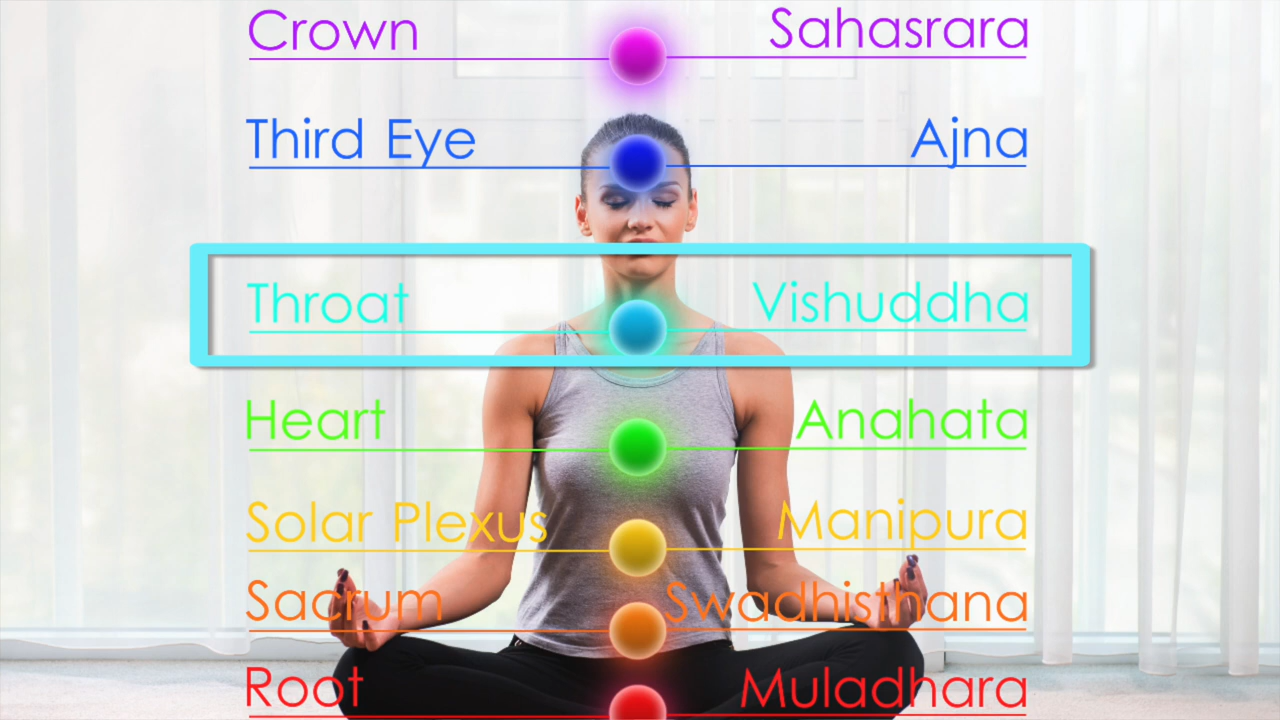 Crown Sahasrara
Third Eye Ajna
Throat Vishuddha
Heart Anahata
Solar Plexus Manipura
Sacrum Swadhisthana
Root Muladhara